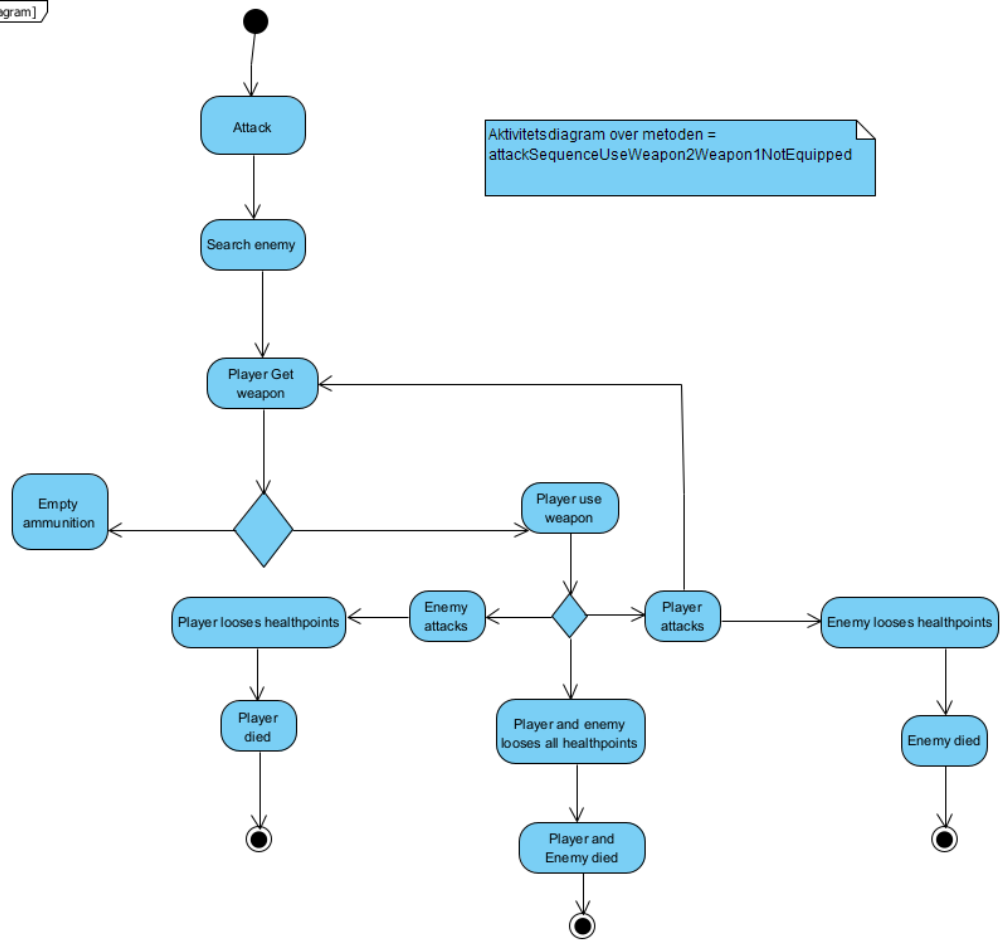 agram]
Attack
Aktivitetsdiagram over metoden =
attackSequenceUseWeapon2Weapon1NotEquipped
Search enemy
Player Get
weapon
Empty
ammunition
Player use
weapon
Player looses healthpoints
Enemy
attacks
Player
attacks
Enemy looses healthpoints
Player
died
Player and enemy
looses all healthpoints
Enemy died
Player and
Enemy died